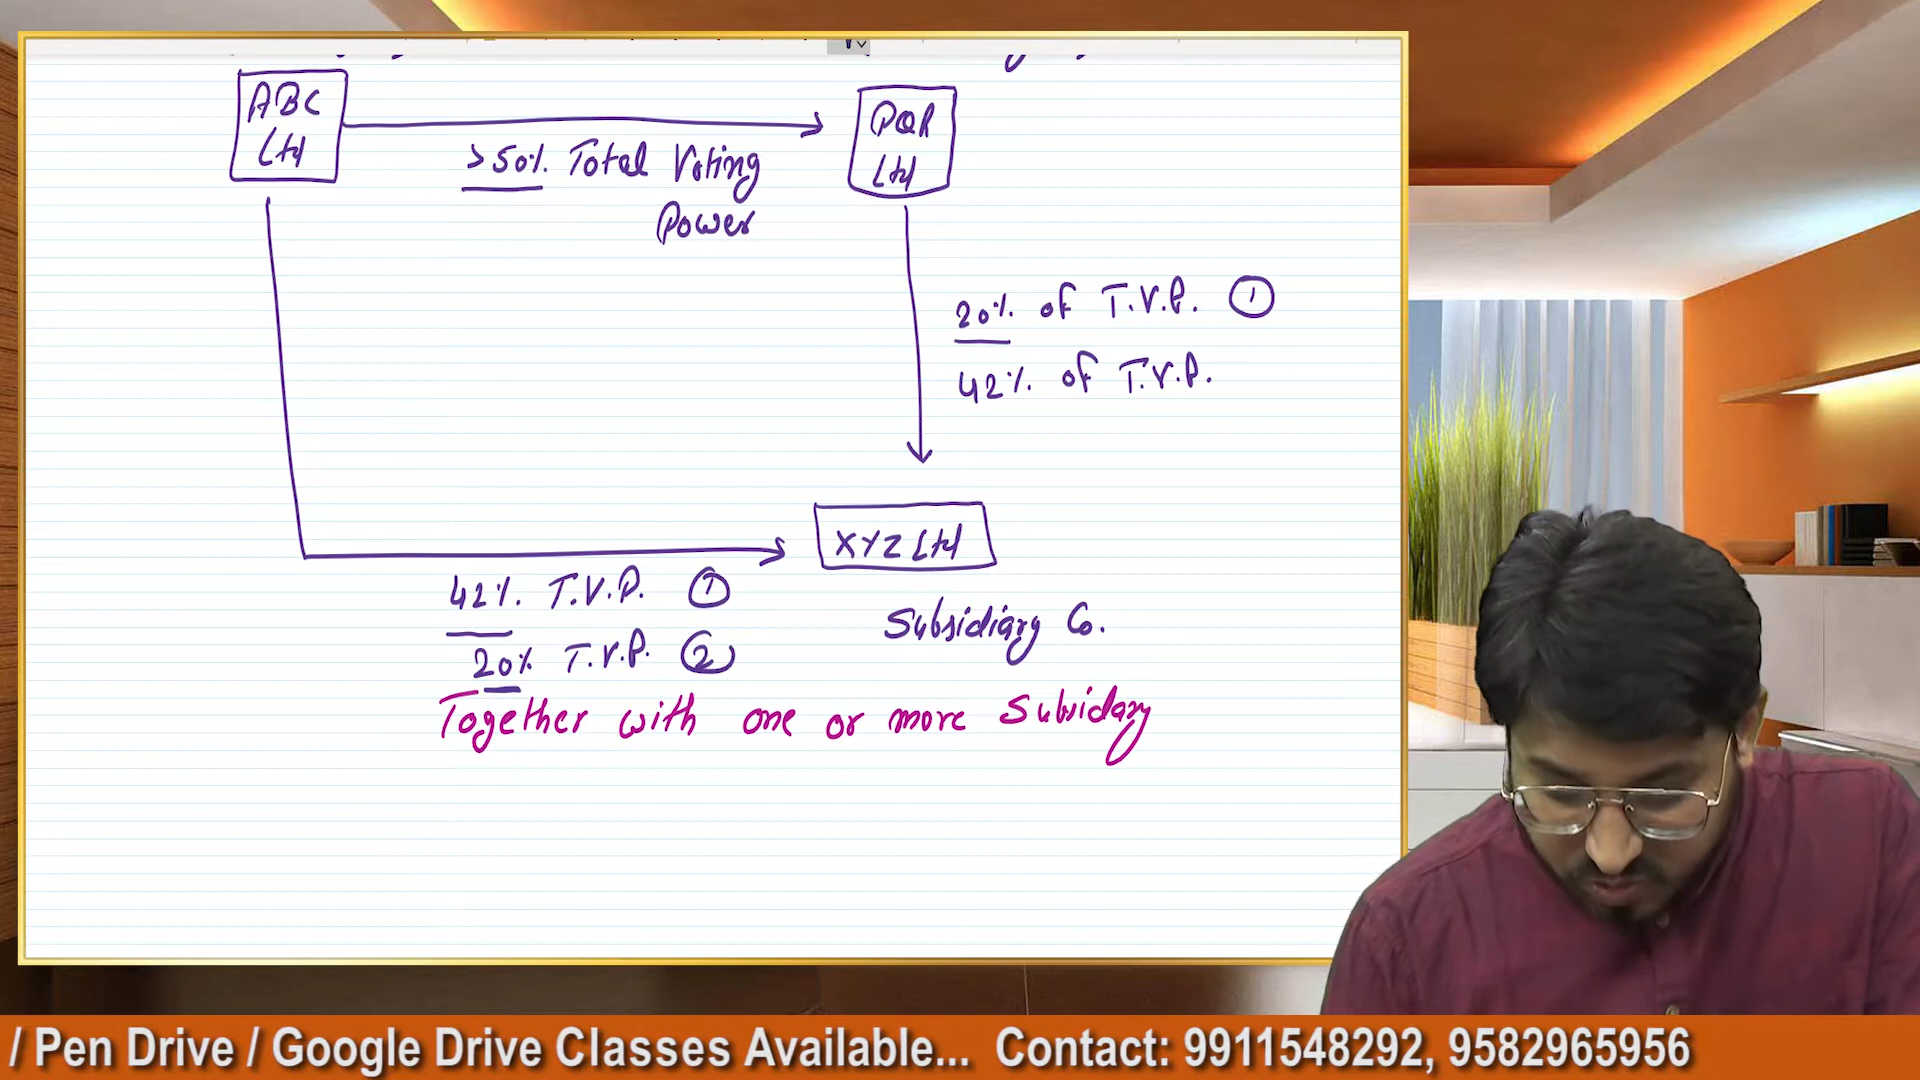 ABC
Ltd
>50% Total Voting
Power
PQR
Ltd
20% of T.V.P. 1
42% of T.V.P.
XYZ Ltd
42% T.V.P. 1
20% T.V.P. 2
Subsidiary Co.
Together with one or more Subsidary
/ Pen Drive / Google Drive Classes Available... Contact: 9911548292, 9582965956